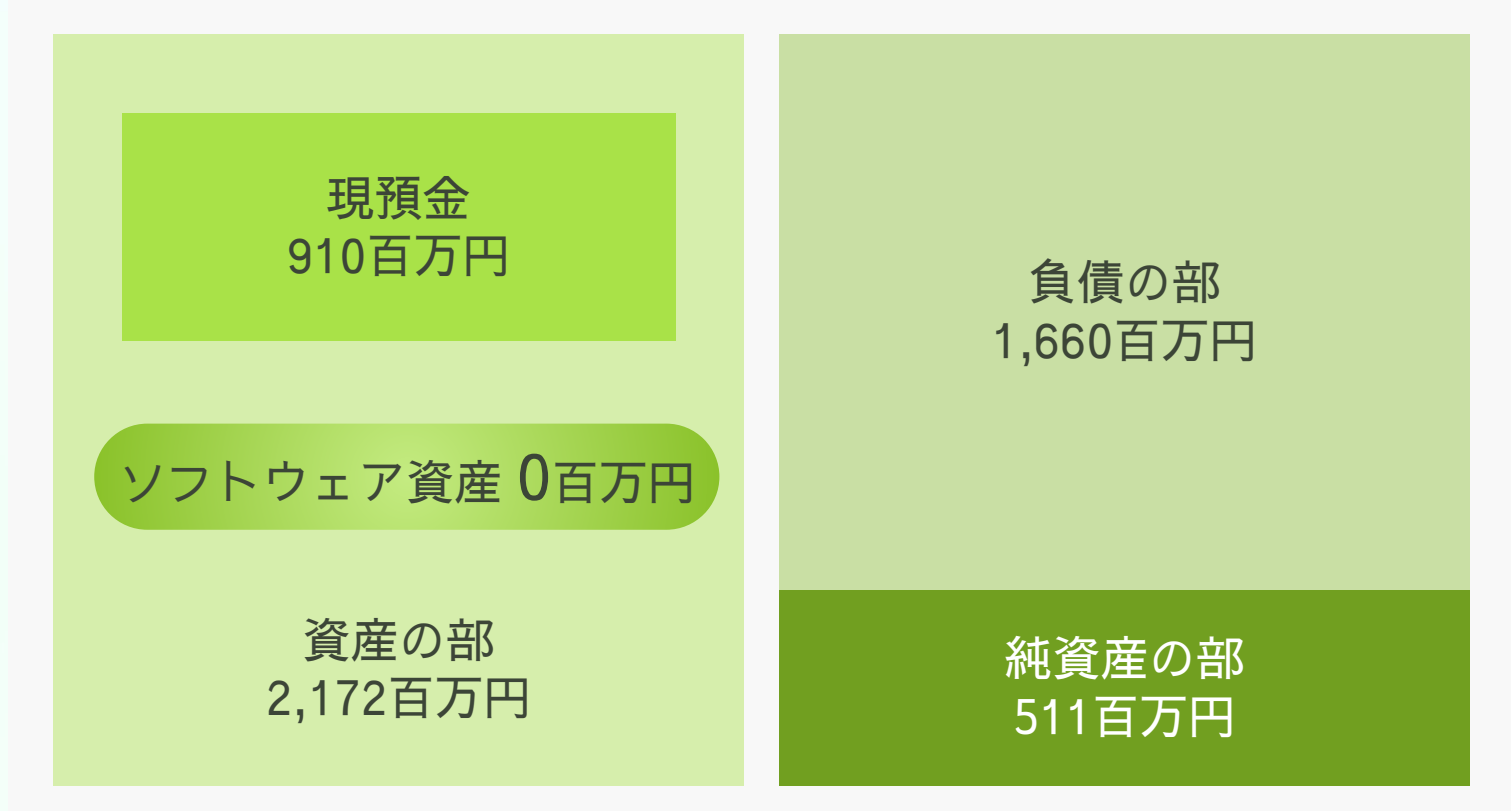 現預金
910百万円
ソフトウェア資産 0百万円
資産の部
2,172百万円
負債の部
1,660百万円
純資産の部
511百万円